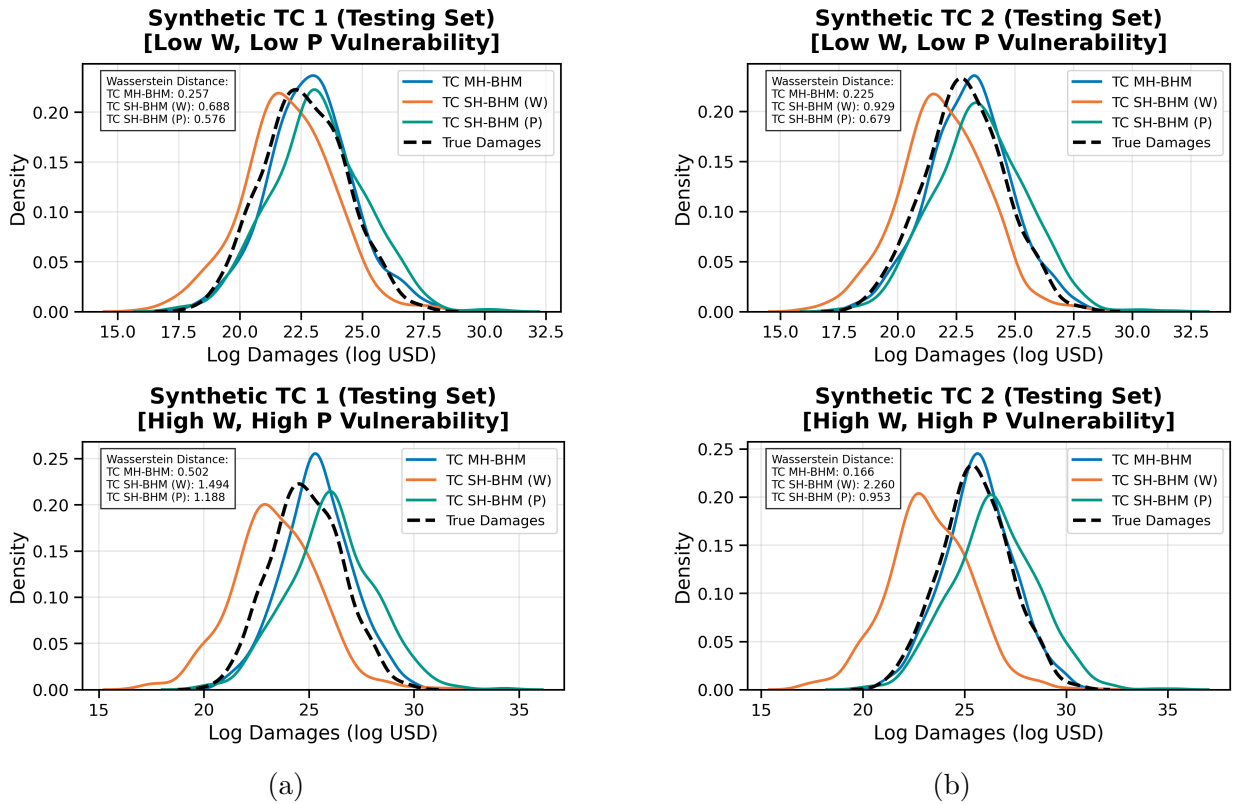 Synthetic TC 1 (Testing Set)
[Low W, Low P Vulnerability]
Wasserstein Distance:
TC MH-BHM: 0.257
TC SH-BHM (W): 0.688
TC SH-BHM (P): 0.576
TC MH-BHM
TC SH-BHM (W)
TC SH-BHM (P)
True Damages
Density
0.20
0.15
0.10
0.05
0.00
15.0 17.5 20.0 22.5 25.0 27.5 30.0 32.5
Log Damages (log USD)
Synthetic TC 2 (Testing Set)
[Low W, Low P Vulnerability]
Wasserstein Distance:
TC MH-BHM: 0.225
TC SH-BHM (W): 0.929
TC SH-BHM (P): 0.679
TC MH-BHM
TC SH-BHM (W)
TC SH-BHM (P)
True Damages
Density
0.20
0.15
0.10
0.05
0.00
15.0 17.5 20.0 22.5 25.0 27.5 30.0 32.5
Log Damages (log USD)
Synthetic TC 1 (Testing Set)
[High W, High P Vulnerability]
Wasserstein Distance:
TC MH-BHM: 0.502
TC SH-BHM (W): 1.494
TC SH-BHM (P): 1.188
TC MH-BHM
TC SH-BHM (W)
TC SH-BHM (P)
True Damages
Density
0.25
0.20
0.15
0.10
0.05
0.00
15 20 25 30 35
Log Damages (log USD)
Synthetic TC 2 (Testing Set)
[High W, High P Vulnerability]
Wasserstein Distance:
TC MH-BHM: 0.166
TC SH-BHM (W): 2.260
TC SH-BHM (P): 0.953
TC MH-BHM
TC SH-BHM (W)
TC SH-BHM (P)
True Damages
Density
0.25
0.20
0.15
0.10
0.05
0.00
15 20 25 30 35
Log Damages (log USD)
(a)
(b)